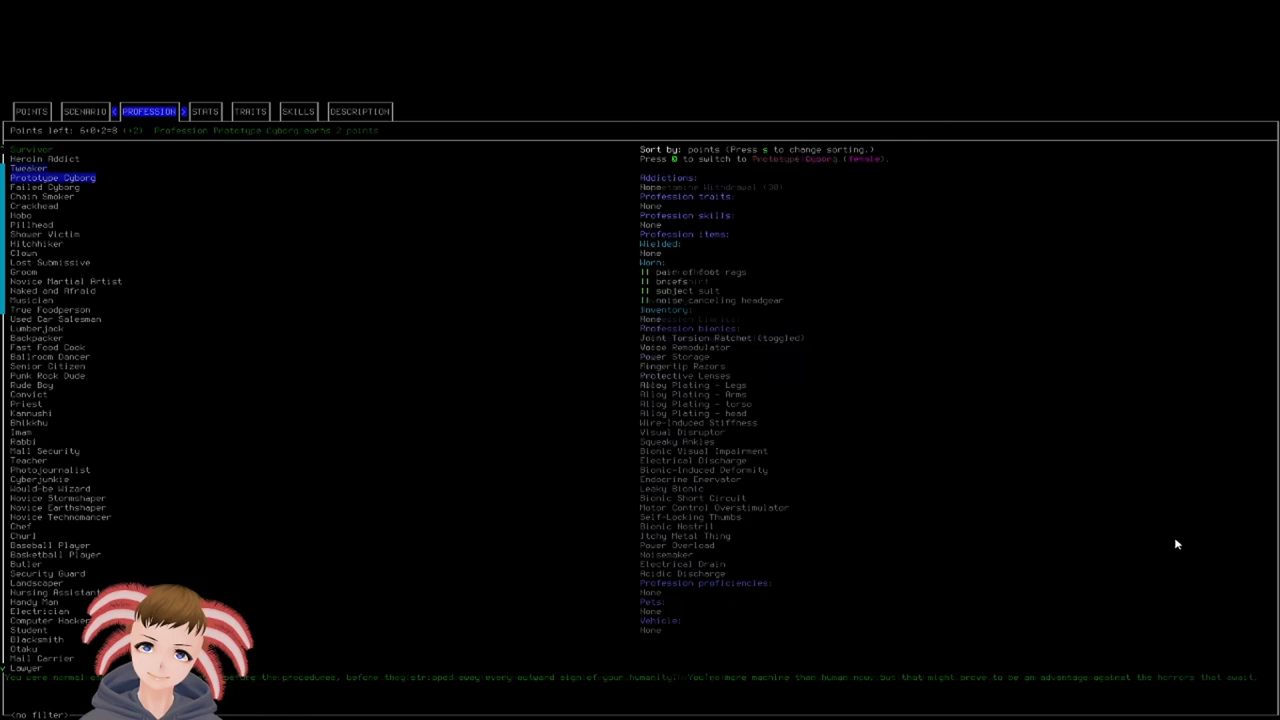 POINTS SCENARIO < PROFESSION > STATS TRAITS SKILLS DESCRIPTION
Points left: 6+0+2=8 (+2) Profession Prototype Cyborg earns 2 points
Survivor
Heroin Addict
Tweaker
Prototype Cyborg
Failed Cyborg
Chain Smoker
Crackhead
Hobo
Pillhead
Shower Victim
Hitchhiker
Clown
Lost Submissive
Groom
Novice Martial Artist
Naked and Afraid
Musician
True Foodperson
Used Car Salesman
Lumberjack
Backpacker
Fast Food Cook
Ballroom Dancer
Senior Citizen
Punk Rock Dude
Rude Boy
Convict
Priest
Kannushi
Bhikkhu
Imam
Rabbi
Mall Security
Teacher
Photojournalist
Cyberjunkie
Would-be Wizard
Novice Stormshaper
Novice Earthshaper
Novice Technomancer
Chef
Churl
Baseball Player
Basketball Player
Butler
Security Guard
Landscaper
Nursing Assistant
Handy Man
Electrician
Computer Hacker
Student
Blacksmith
Otaku
Mail Carrier
Lawyer
Sort by: points (Press s to change sorting.)
Press @ to switch to Prototype Cyborg (female).
Addictions:
None
Profession traits:
None
Profession skills:
None
Profession items:
Wielded:
None
Worn:
|| pair of foot rags
|| briefs
|| subject suit
|| noise canceling headgear
Inventory:
None
Profession bionics:
Joint Torsion Ratchet (toggled)
Voice Remodulator
Power Storage
Fingertip Razors
Protective Lenses
Alloy Plating - Legs
Alloy Plating - Arms
Alloy Plating - torso
Alloy Plating - head
Wire-Induced Stiffness
Visual Disruptor
Squeaky Ankles
Bionic Visual Impairment
Electrical Discharge
Bionic-Induced Deformity
Endocrine Enervator
Leaky Bionic
Bionic Short Circuit
Motor Control Overstimulator
Self-Locking Thumbs
Bionic Nostril
Itchy Metal Thing
Power Overload
Noisemaker
Electrical Drain
Acidic Discharge
Profession proficiencies:
None
Pets:
None
Vehicle:
None
You were normal before the procedures, before they stripped away every outward sign of your humanity. You're more machine than human now, but that might prove to be an advantage against the horrors that await.
<no filter>